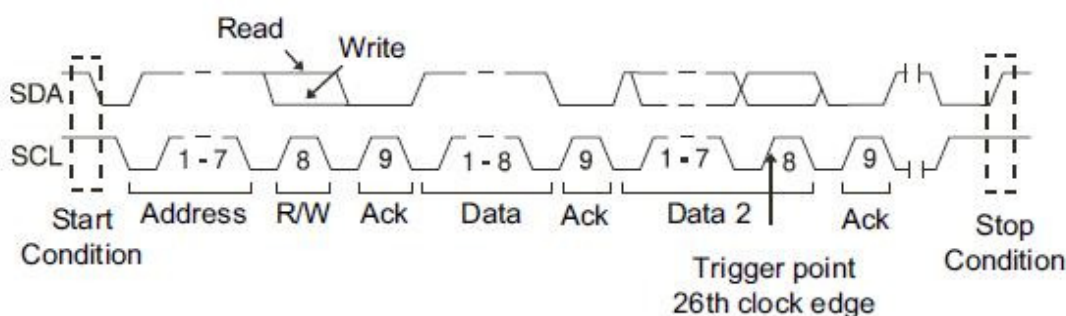 Read
Write
SDA
SCL
1 - 7
8
9
1 - 8
9
1 - 7
8
9
Start
Condition
Address
R/W
Ack
Data
Ack
Data 2
Ack
Stop
Condition
Trigger point
26th clock edge